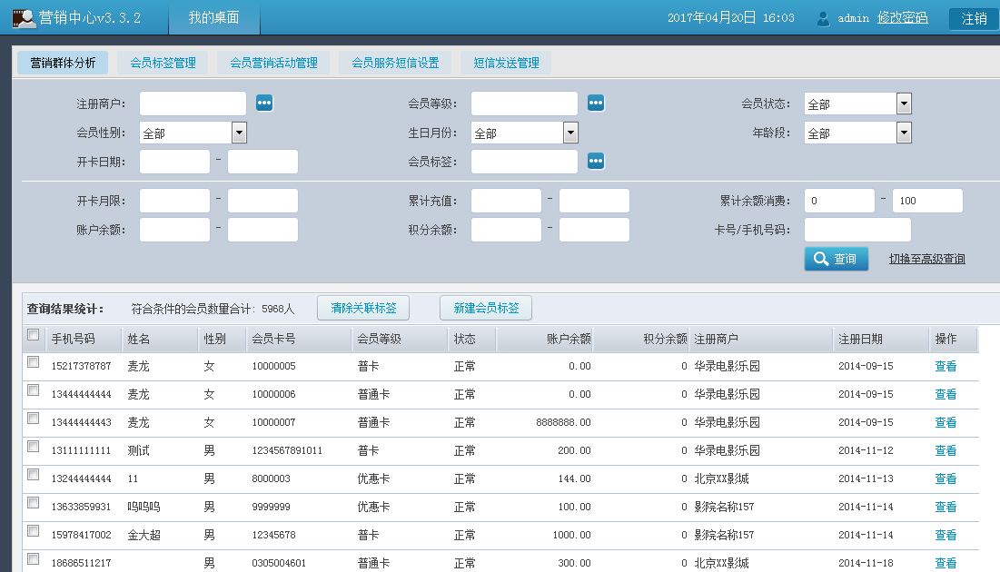 营销中心v3.3.2 我的桌面 2017年04月20日 16:03 admin 修改密码 注销
营销群体分析 会员标签管理 会员营销活动管理 会员服务短信设置 短信发送管理
注册商户： 会员等级： 会员状态： 全部
会员性别： 全部 生日月份： 全部 年龄段： 全部
开卡日期： - 会员标签：
开卡月限： - 累计充值： - 累计余额消费： 0 - 100
账户余额： - 积分余额： - 卡号/手机号码：
查询 切换至高级查询
查询结果统计： 符合条件的会员数量合计：5968人 清除关联标签 新建会员标签
手机号码 姓名 性别 会员卡号 会员等级 状态 账户余额 积分余额 注册商户 注册日期 操作
15217378787 麦龙 女 10000005 普卡 正常 0.00 0 华录电影乐园 2014-09-15 查看
13444444444 麦龙 女 10000006 普通卡 正常 0.00 0 华录电影乐园 2014-09-15 查看
13444444443 麦龙 女 10000007 普通卡 正常 8888888.00 0 华录电影乐园 2014-09-15 查看
13111111111 测试 男 1234567891011 普卡 正常 200.00 0 华录电影乐园 2014-11-12 查看
13244444444 11 男 8000003 优惠卡 正常 144.00 0 北京XX影城 2014-11-13 查看
13633859931 呜呜呜 男 9999999 优惠卡 正常 100.00 0 影院名称157 2014-11-14 查看
15978417002 金大超 男 12345678 普卡 正常 1000.00 0 影院名称157 2014-11-14 查看
18686511217 男 0305004601 普通卡 正常 300.00 0 北京XX影城 2014-11-18 查看